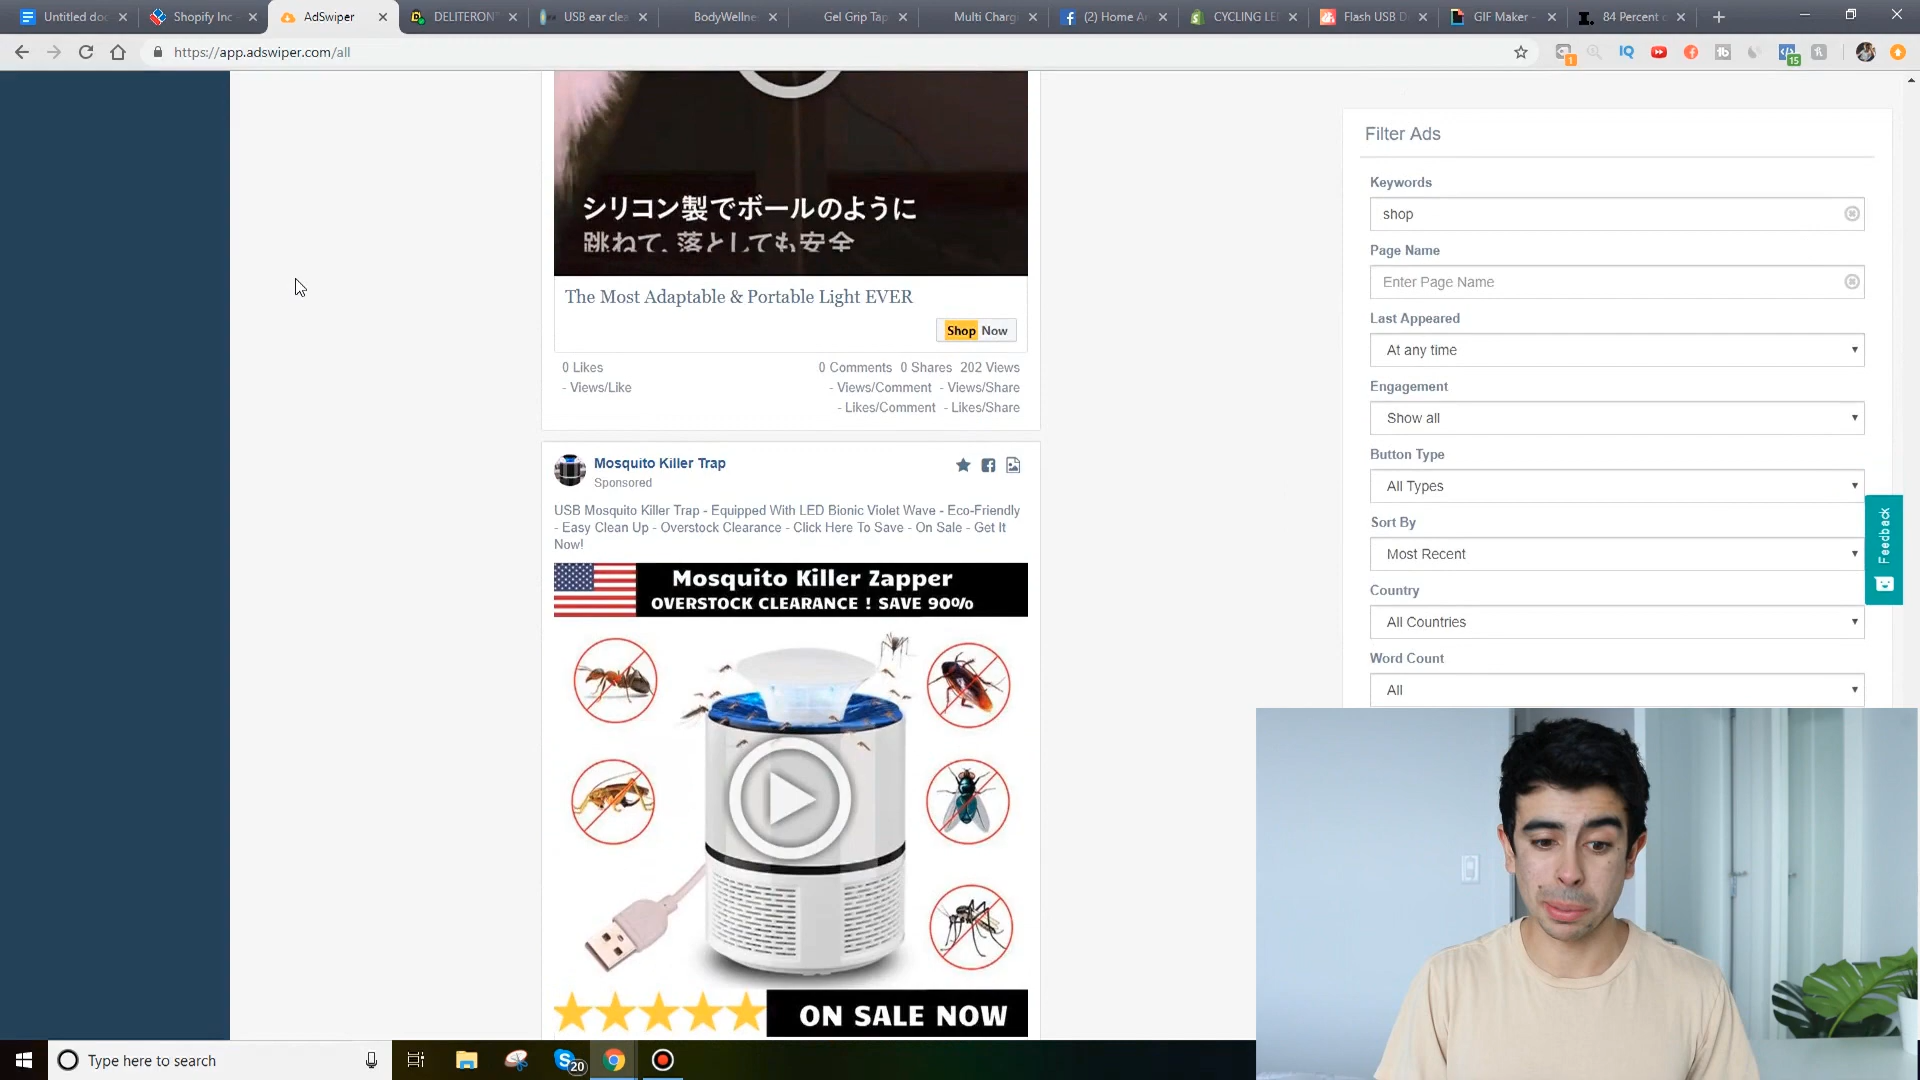 Untitled doc
Shopify Inc
AdSwiper
DELITERON
USB ear clea
BodyWellne
Gel Grip Tap
Multi Charg
(2) Home A
CYCLING LE
Flash USB D
GIF Maker -
84 Percent o
https://app.adswiper.com/all
1
15
シリコン製でボールのように
跳ねて、落としても安全
The Most Adaptable & Portable Light EVER
Shop Now
0 Likes
0 Comments 0 Shares 202 Views
- Views/Like
- Views/Comment - Views/Share
- Likes/Comment - Likes/Share
Mosquito Killer Trap
Sponsored
USB Mosquito Killer Trap - Equipped With LED Bionic Violet Wave - Eco-Friendly
- Easy Clean Up - Overstock Clearance - Click Here To Save - On Sale - Get It
Now!
Mosquito Killer Zapper
OVERSTOCK CLEARANCE ! SAVE 90%
ON SALE NOW
Filter Ads
Keywords
shop
Page Name
Enter Page Name
Last Appeared
At any time
Engagement
Show all
Button Type
All Types
Sort By
Most Recent
Country
All Countries
Word Count
All
Feedback
Type here to search
20